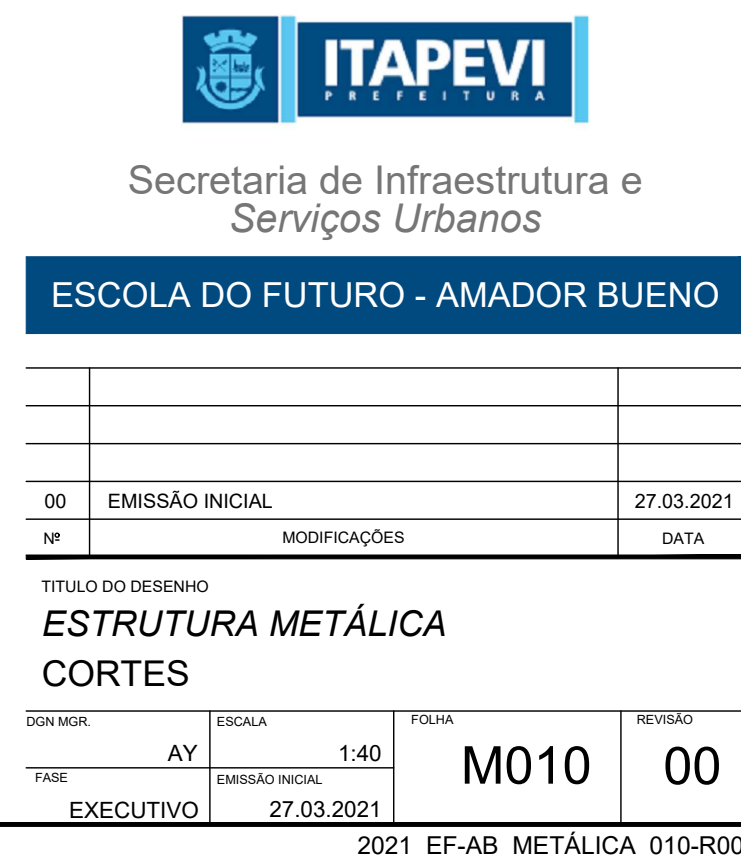 ITAPEVI
PREFEITURA
Secretaria de Infraestrutura e
Serviços Urbanos
ESCOLA DO FUTURO - AMADOR BUENO
00 EMISSÃO INICIAL 27.03.2021
Nº MODIFICAÇÕES DATA
TITULO DO DESENHO
ESTRUTURA METÁLICA
CORTES
DGN MGR. ESCALA FOLHA REVISÃO
AY 1:40 M010 00
FASE EMISSÃO INICIAL
EXECUTIVO 27.03.2021
2021 EF-AB METÁLICA 010-R00